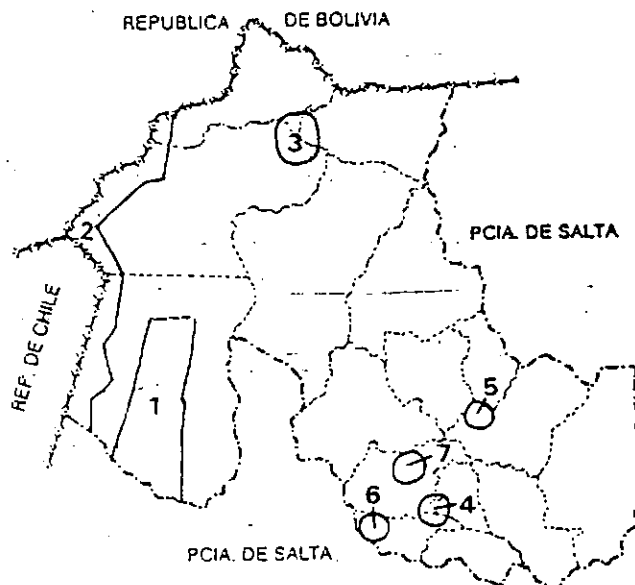 REPUBLICA DE BOLIVIA
3
2
PCIA. DE SALTA
REP. DE CHILE
1
5
7
6
4
PCIA. DE SALTA